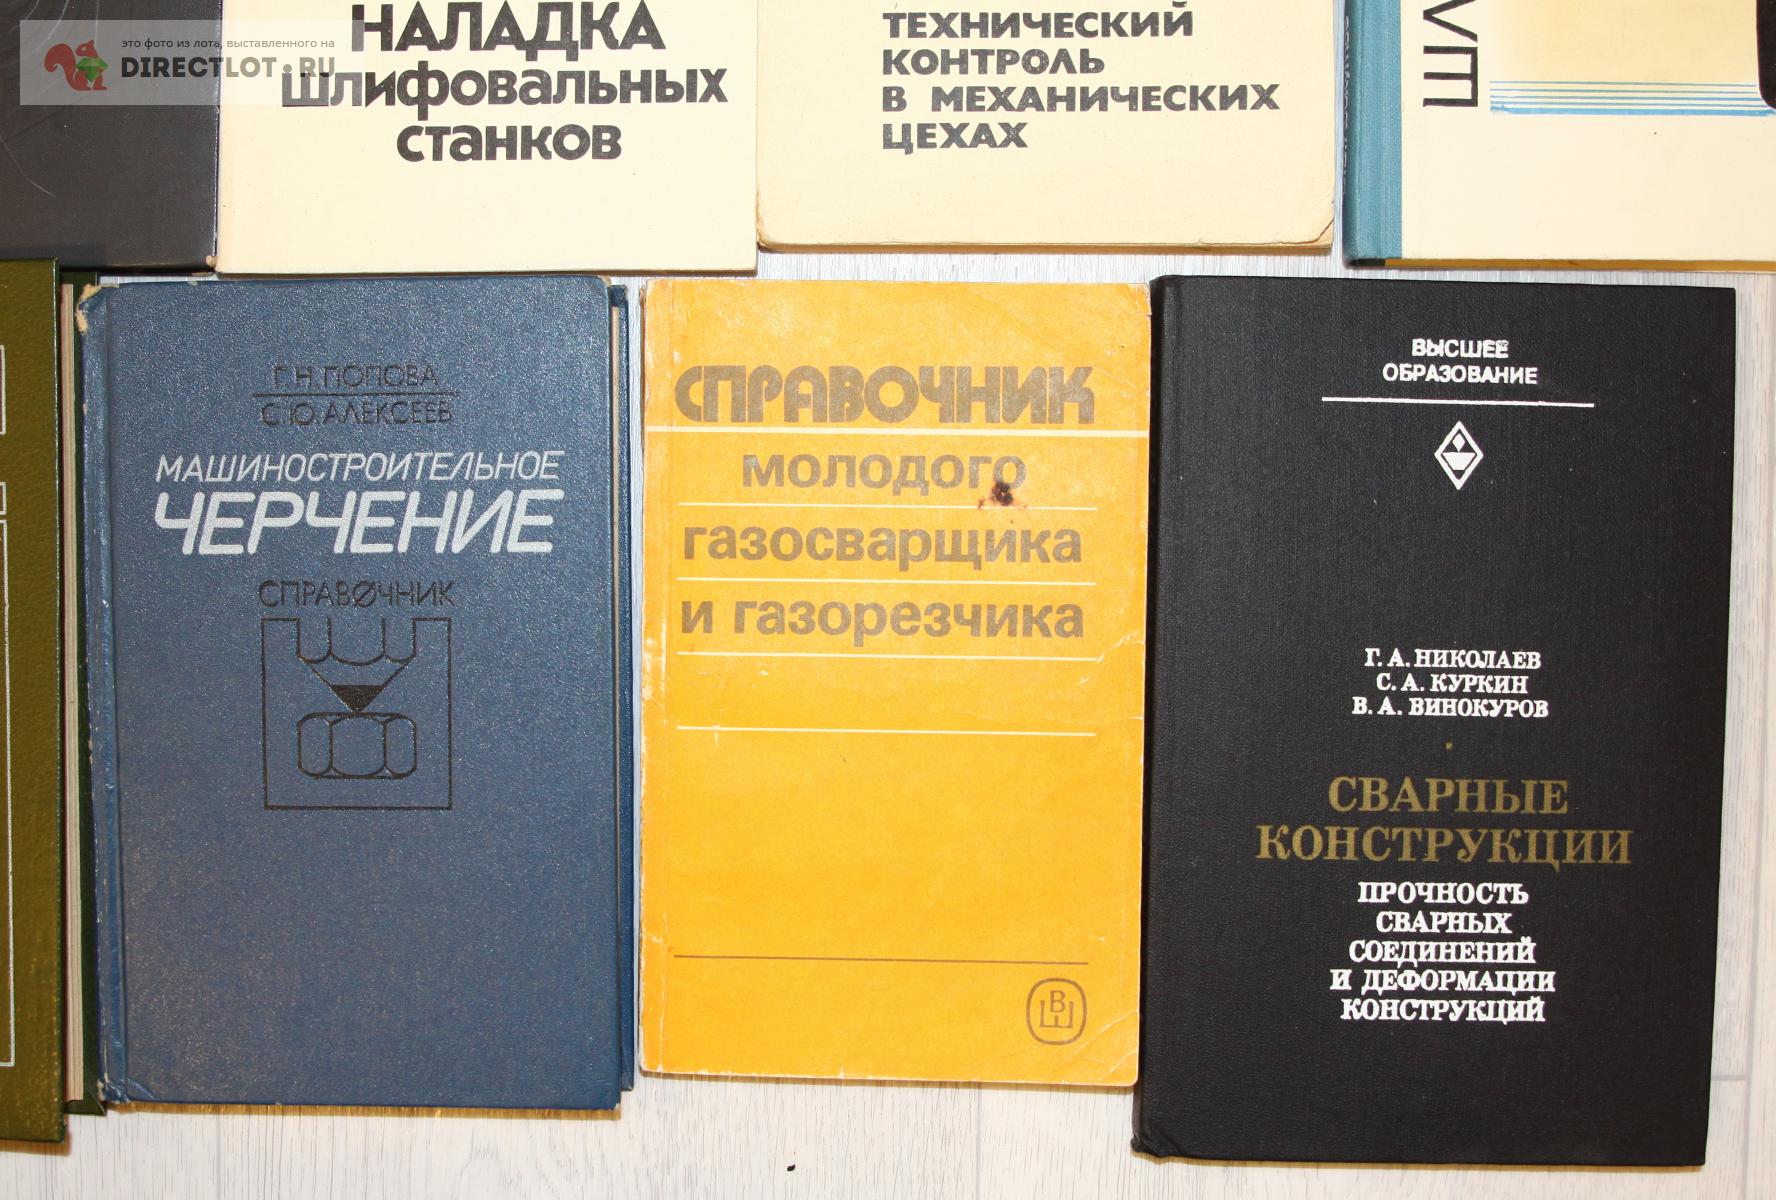 это фото из лота, выставленного на
DIRECTLOT.RU
НАЛАДКА
шлифовальных
станков
ТЕХНИЧЕСКИЙ
КОНТРОЛЬ
В МЕХАНИЧЕСКИХ
ЦЕХАХ
Г.Н.ПОПОВА
С.Ю.АЛЕКСЕЕВ
МАШИНОСТРОИТЕЛЬНОЕ
ЧЕРЧЕНИЕ
СПРАВОЧНИК
СПРАВОЧНИК
молодого
газосварщика
и газорезчика
ВШ
ВЫСШЕЕ
ОБРАЗОВАНИЕ
Г. А. НИКОЛАЕВ
С. А. КУРКИН
В. А. ВИНОКУРОВ
СВАРНЫЕ
КОНСТРУКЦИИ
ПРОЧНОСТЬ
СВАРНЫХ
СОЕДИНЕНИЙ
И ДЕФОРМАЦИИ
КОНСТРУКЦИЙ